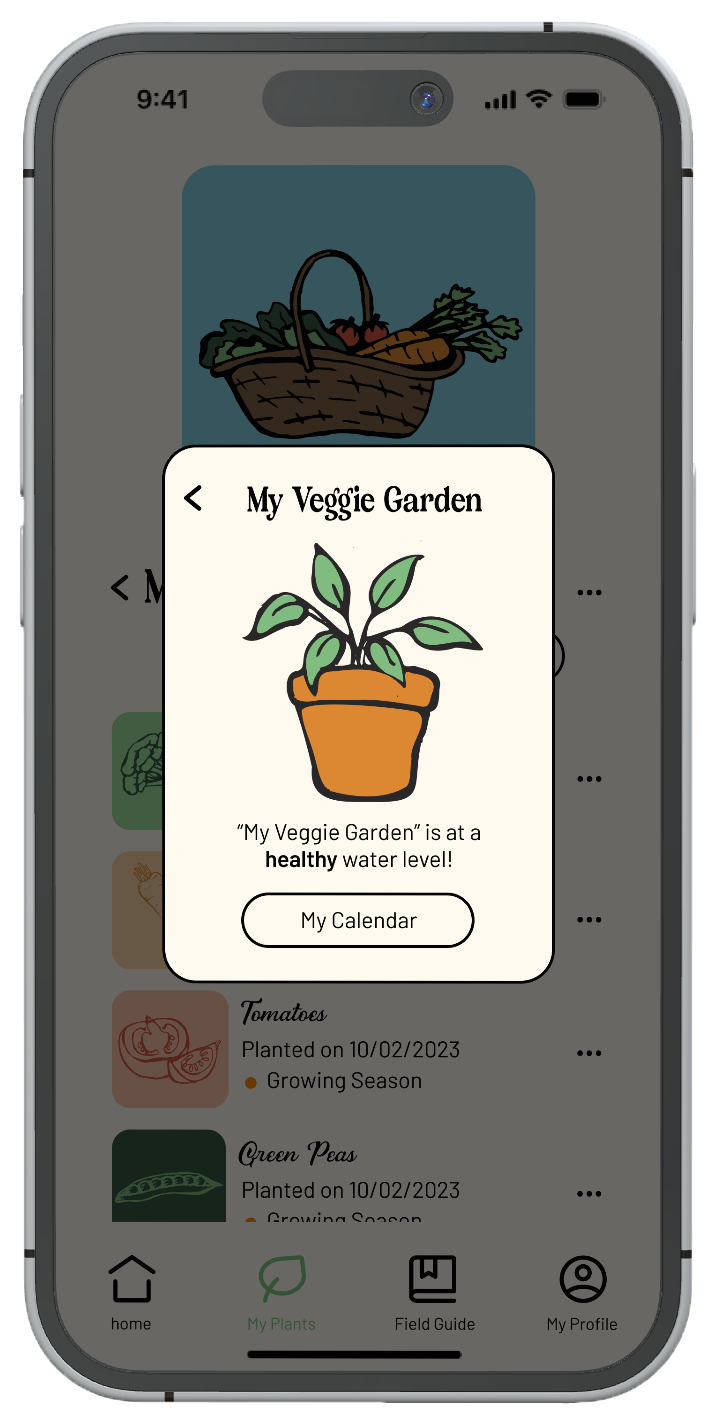 9:41
My Veggie Garden
“My Veggie Garden” is at a
healthy water level!
My Calendar
Tomatoes
Planted on 10/02/2023
Growing Season
Green Peas
Planted on 10/02/2023
Growing Season
home
My Plants
Field Guide
My Profile